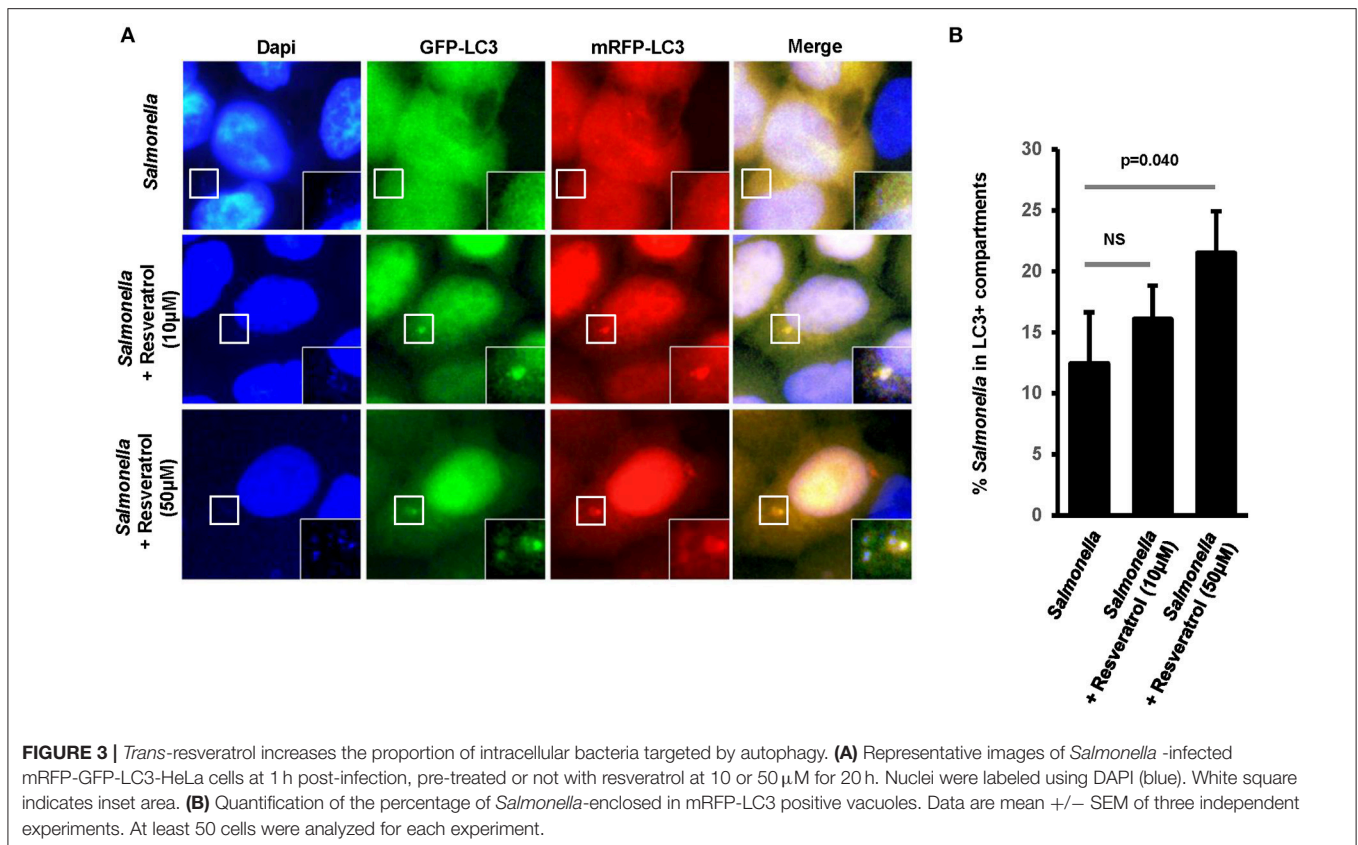 A
Dapi
GFP-LC3
mRFP-LC3
Merge
Salmonella
Salmonella
+ Resveratrol
(10µM)
Salmonella
+ Resveratrol
(50µM)
B
% Salmonella in LC3+ compartments
30
25
20
15
10
5
0
p=0.040
NS
Salmonella
Salmonella
+ Resveratrol (10µM)
Salmonella
+ Resveratrol (50µM)
FIGURE 3 | Trans-resveratrol increases the proportion of intracellular bacteria targeted by autophagy. (A) Representative images of Salmonella -infected
mRFP-GFP-LC3-HeLa cells at 1 h post-infection, pre-treated or not with resveratrol at 10 or 50 µM for 20 h. Nuclei were labeled using DAPI (blue). White square
indicates inset area. (B) Quantification of the percentage of Salmonella-enclosed in mRFP-LC3 positive vacuoles. Data are mean +/− SEM of three independent
experiments. At least 50 cells were analyzed for each experiment.